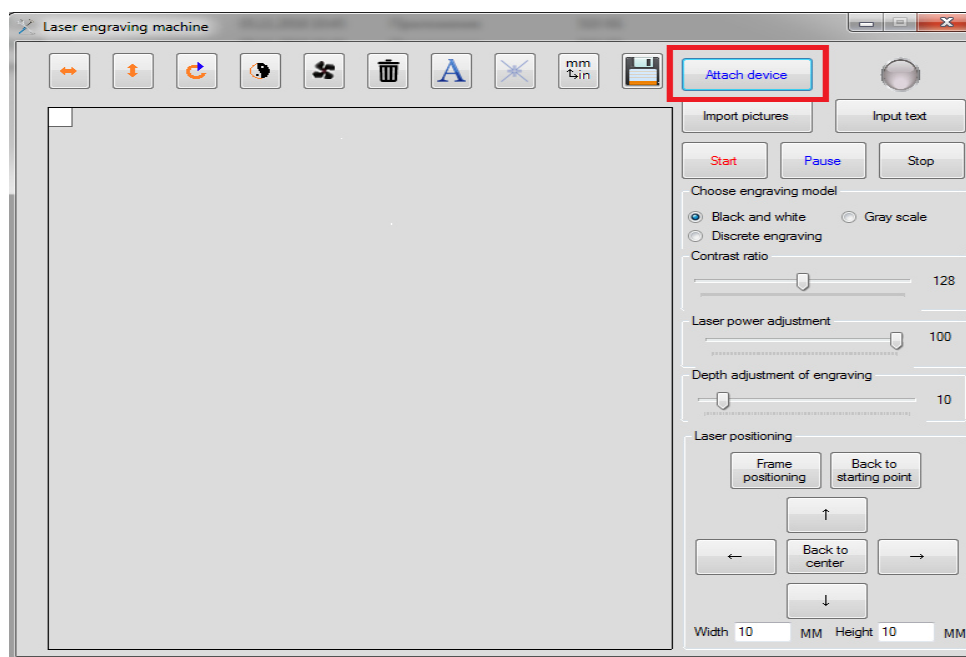 Laser engraving machine
A
mm
in
Attach device
Import pictures
Input text
Start
Pause
Stop
Choose engraving model
Black and white
Gray scale
Discrete engraving
Contrast ratio
128
Laser power adjustment
100
Depth adjustment of engraving
10
Laser positioning
Frame
positioning
Back to
starting point
↑
←
Back to
center
→
↓
Width 10 MM Height 10 MM